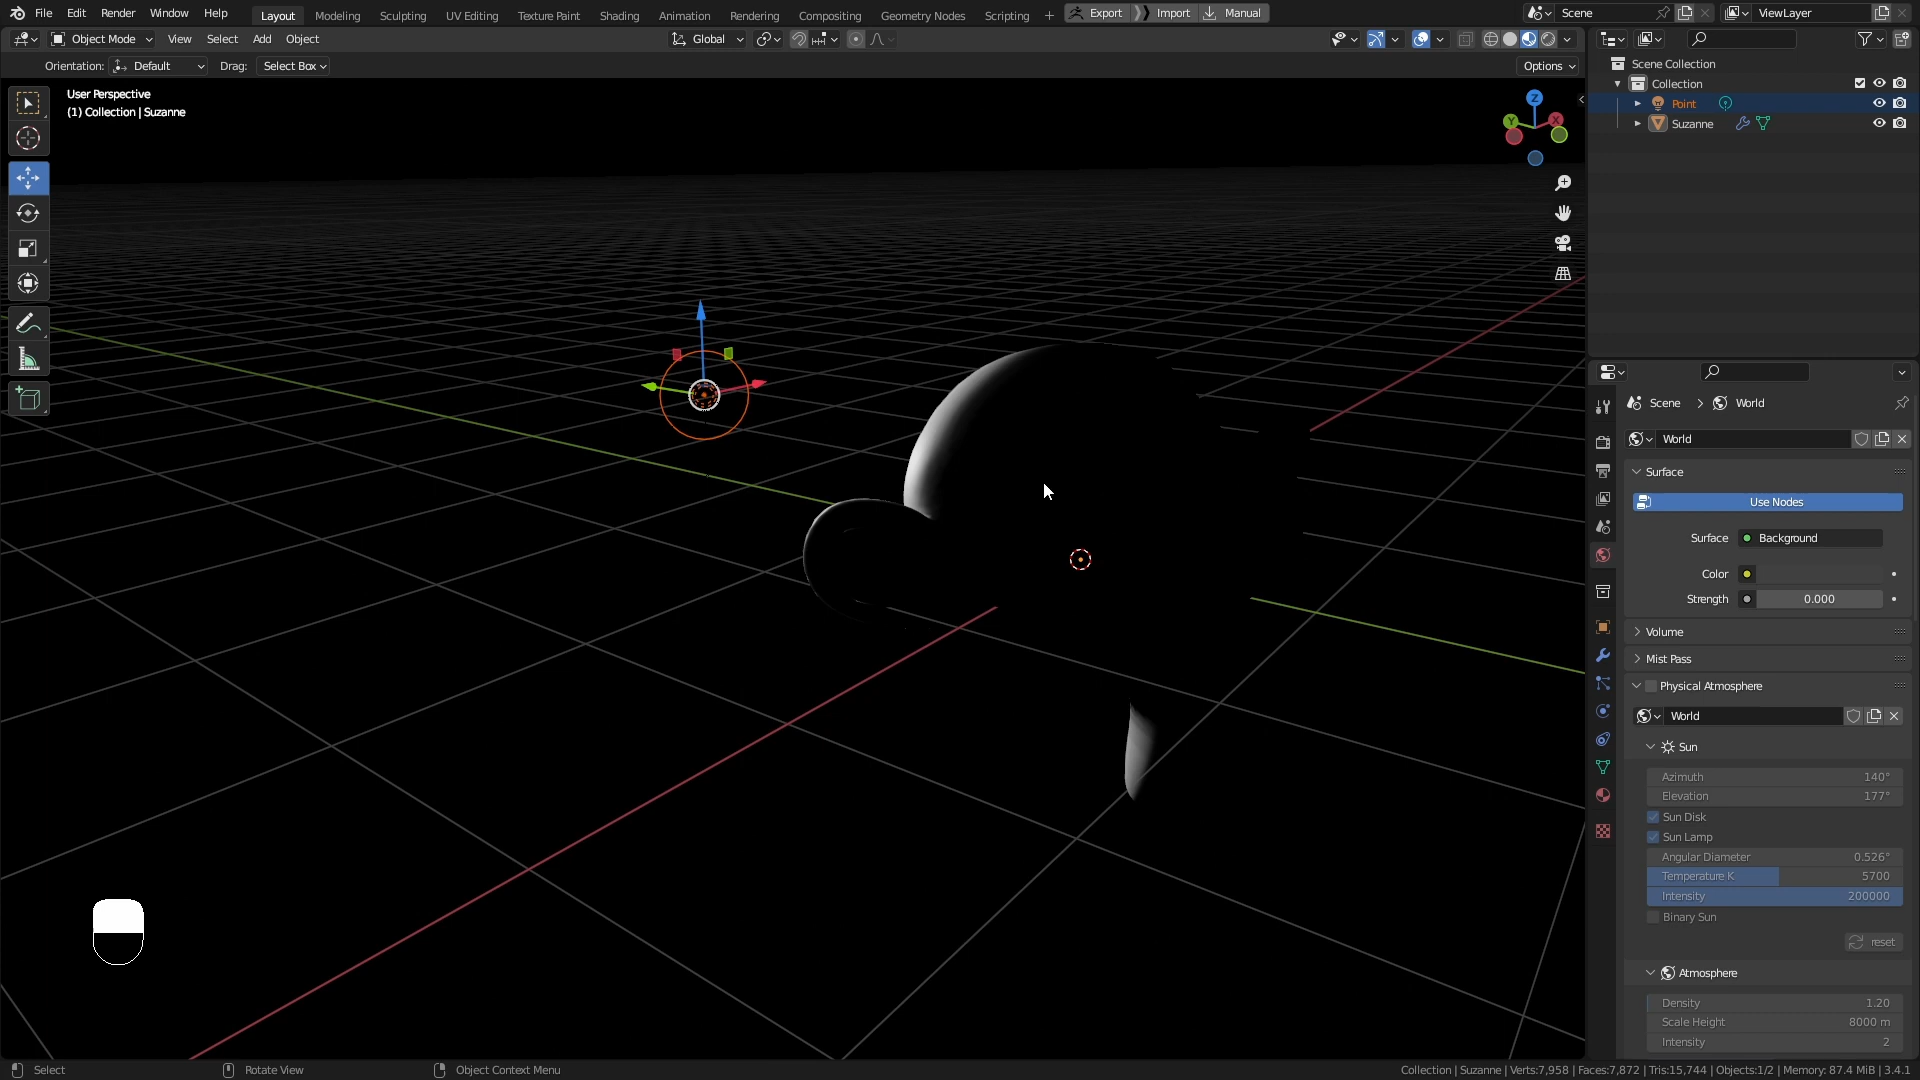 File Edit Render Window Help Layout Modeling Sculpting UV Editing Texture Paint Shading Animation Rendering Compositing Geometry Nodes Scripting + Export Import Manual Scene ViewLayer
Object Mode View Select Add Object Global
Orientation: Default Drag: Select Box Options
User Perspective
(1) Collection | Suzanne
Z
Y
X
Scene Collection
Collection
Point
Suzanne
Scene > World
World
Surface
Use Nodes
Surface Background
Color
Strength 0.000
Volume
Mist Pass
Physical Atmosphere
World
Sun
Azimuth 140°
Elevation 177°
Sun Disk
Sun Lamp
Angular Diameter 0.526°
Temperature K 5700
Intensity 200000
Binary Sun
reset
Atmosphere
Density 1.20
Scale Height 8000 m
Intensity 2
Select Rotate View Object Context Menu Collection | Suzanne | Verts:7,958 | Faces:7,872 | Tris:15,744 | Objects:1/2 | Memory: 87.4 MiB | 3.4.1